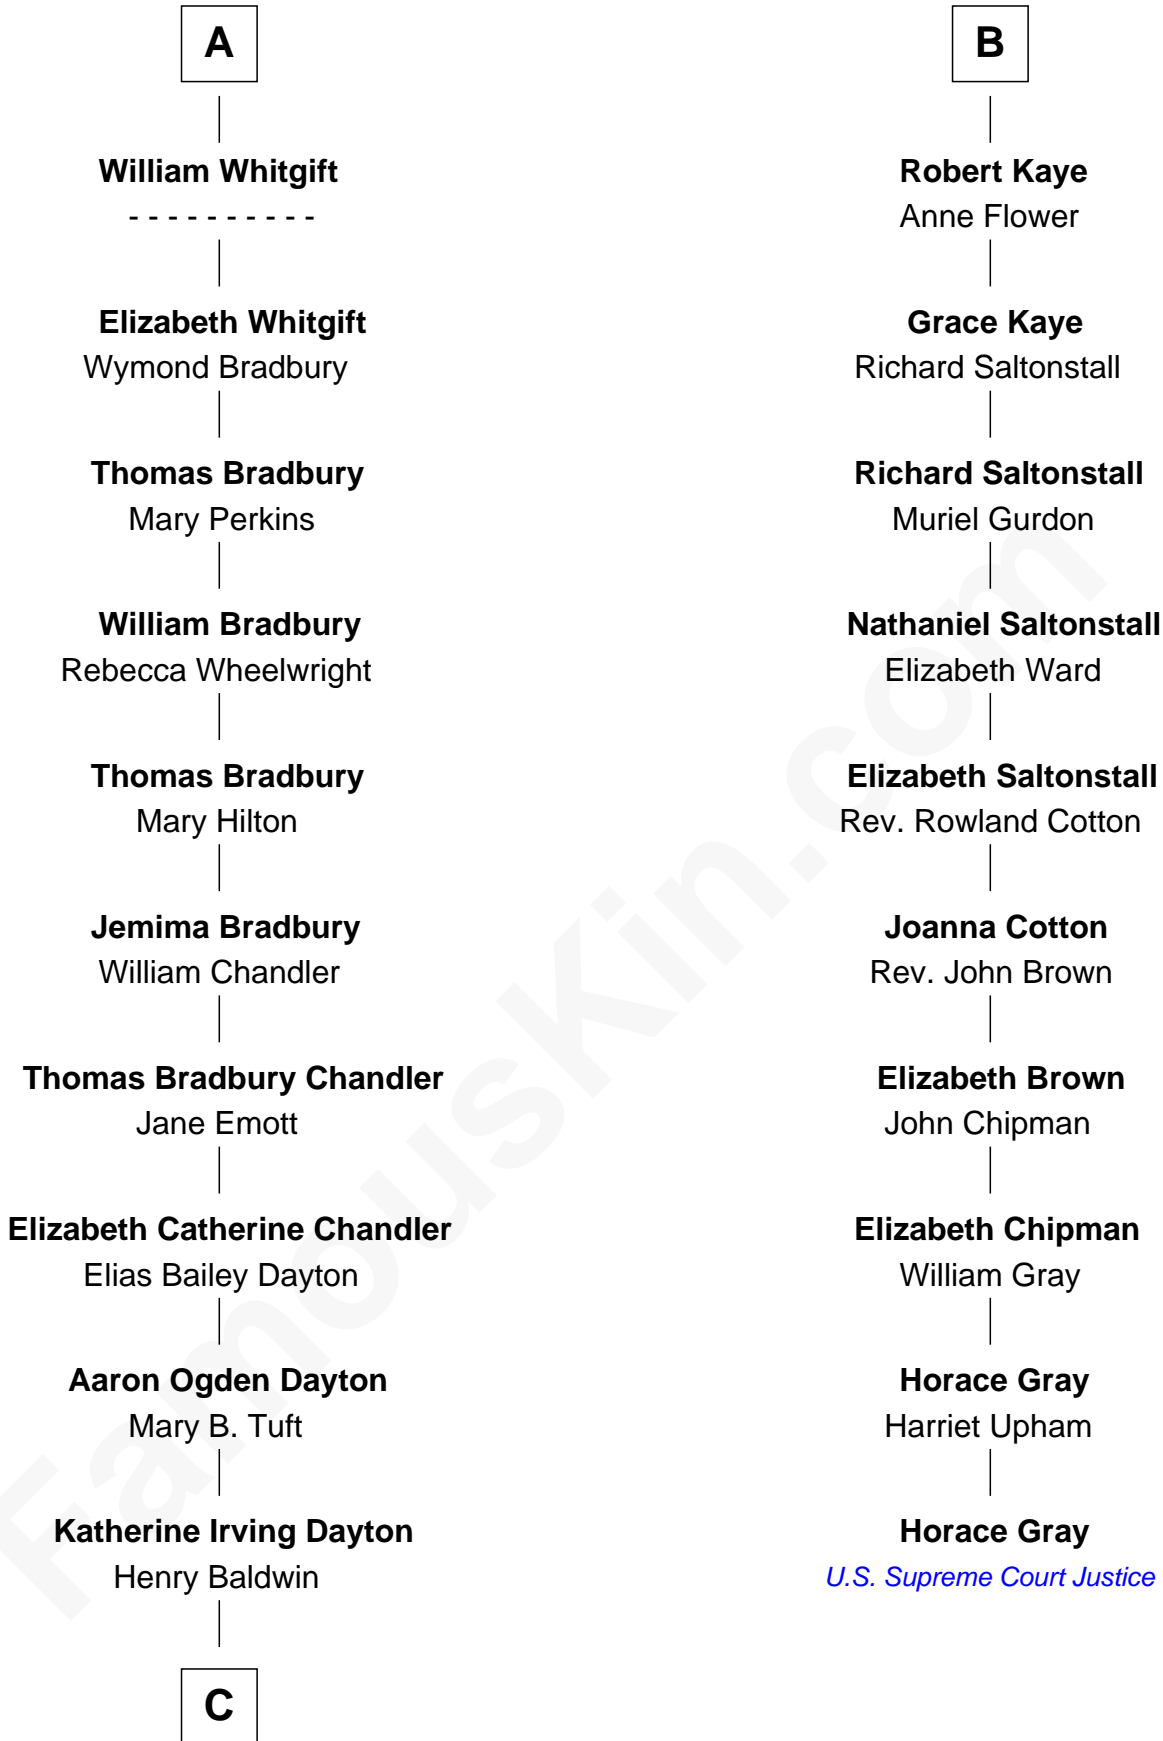 A
William Whitgift
- - - - - - - - - -
Elizabeth Whitgift
Wymond Bradbury
Thomas Bradbury
Mary Perkins
William Bradbury
Rebecca Wheelwright
Thomas Bradbury
Mary Hilton
Jemima Bradbury
William Chandler
Thomas Bradbury Chandler
Jane Emott
Elizabeth Catherine Chandler
Elias Bailey Dayton
Aaron Ogden Dayton
Mary B. Tuft
Katherine Irving Dayton
Henry Baldwin
C
B
Robert Kaye
Anne Flower
Grace Kaye
Richard Saltonstall
Richard Saltonstall
Muriel Gurdon
Nathaniel Saltonstall
Elizabeth Ward
Elizabeth Saltonstall
Rev. Rowland Cotton
Joanna Cotton
Rev. John Brown
Elizabeth Brown
John Chipman
Elizabeth Chipman
William Gray
Horace Gray
Harriet Upham
Horace Gray
U.S. Supreme Court Justice
FamousKin.com